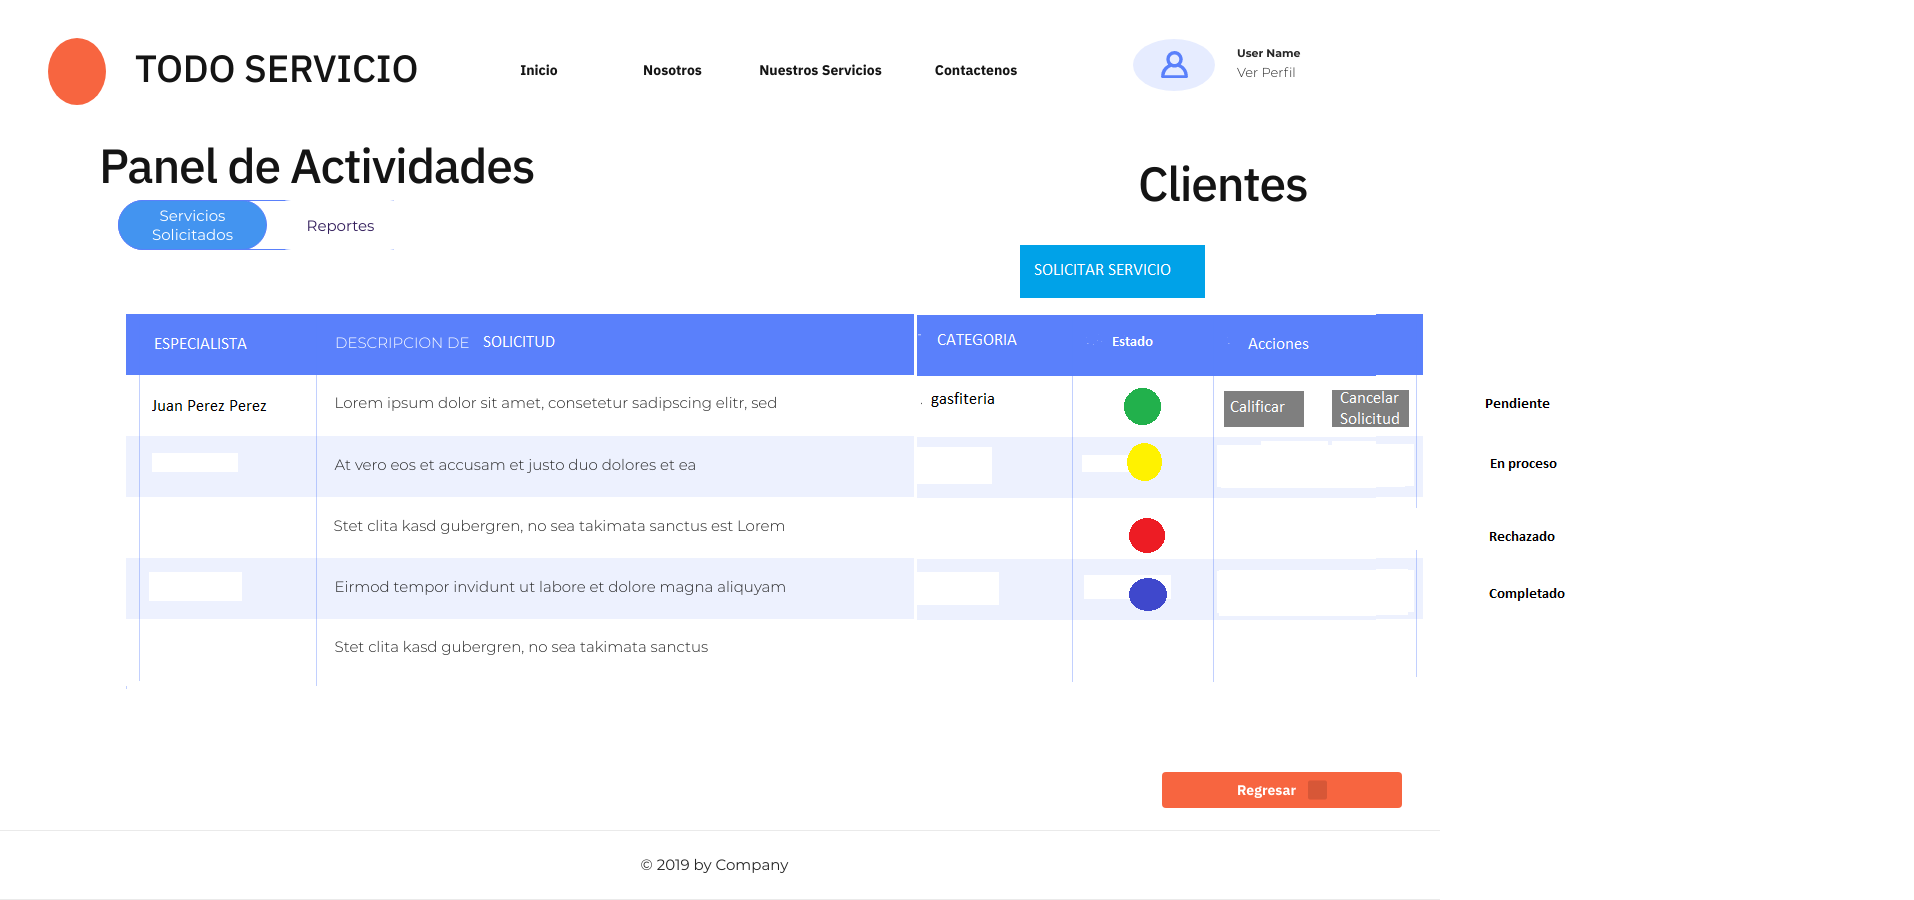 TODO SERVICIO
Inicio
Nosotros
Nuestros Servicios
Contactenos
User Name
Ver Perfil
Panel de Actividades
Clientes
Servicios
Solicitados
Reportes
SOLICITAR SERVICIO
ESPECIALISTA
DESCRIPCION DE SOLICITUD
CATEGORIA
Estado
Acciones
Juan Perez Perez
Lorem ipsum dolor sit amet, consetetur sadipscing elitr, sed
gasfiteria
Calificar
Cancelar
Solicitud
Pendiente
At vero eos et accusam et justo duo dolores et ea
En proceso
Stet clita kasd gubergren, no sea takimata sanctus est Lorem
Rechazado
Eirmod tempor invidunt ut labore et dolore magna aliquyam
Completado
Stet clita kasd gubergren, no sea takimata sanctus
Regresar
© 2019 by Company